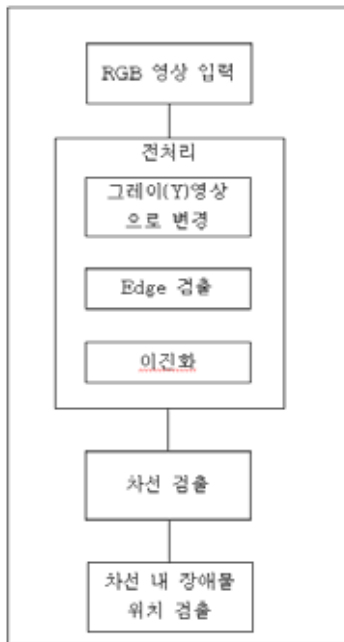 RGB 영상 입력
전처리
그레이(Y)영상
으로 변경
Edge 검출
이진화
차선 검출
차선 내 장애물
위치 검출